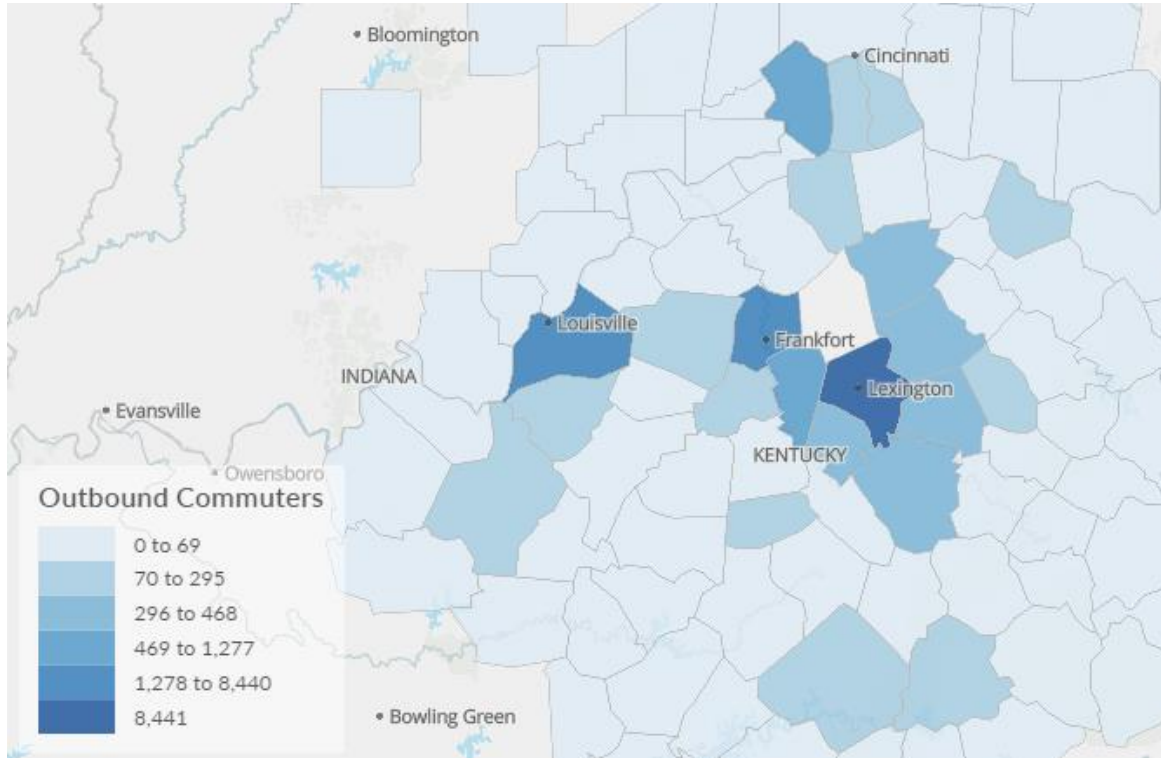 Bloomington
Cincinnati
Louisville
Frankfort
INDIANA
Lexington
Evansville
KENTUCKY
Owensboro
Outbound Commuters
0 to 69
70 to 295
296 to 468
469 to 1,277
1,278 to 8,440
8,441
Bowling Green